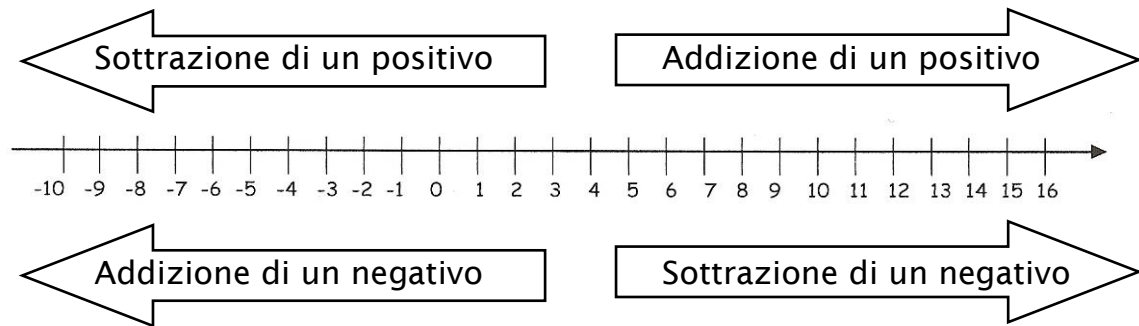 Sottrazione di un positivo Addizione di un positivo
-10 -9 -8 -7 -6 -5 -4 -3 -2 -1 0 1 2 3 4 5 6 7 8 9 10 11 12 13 14 15 16
Addizione di un negativo Sottrazione di un negativo